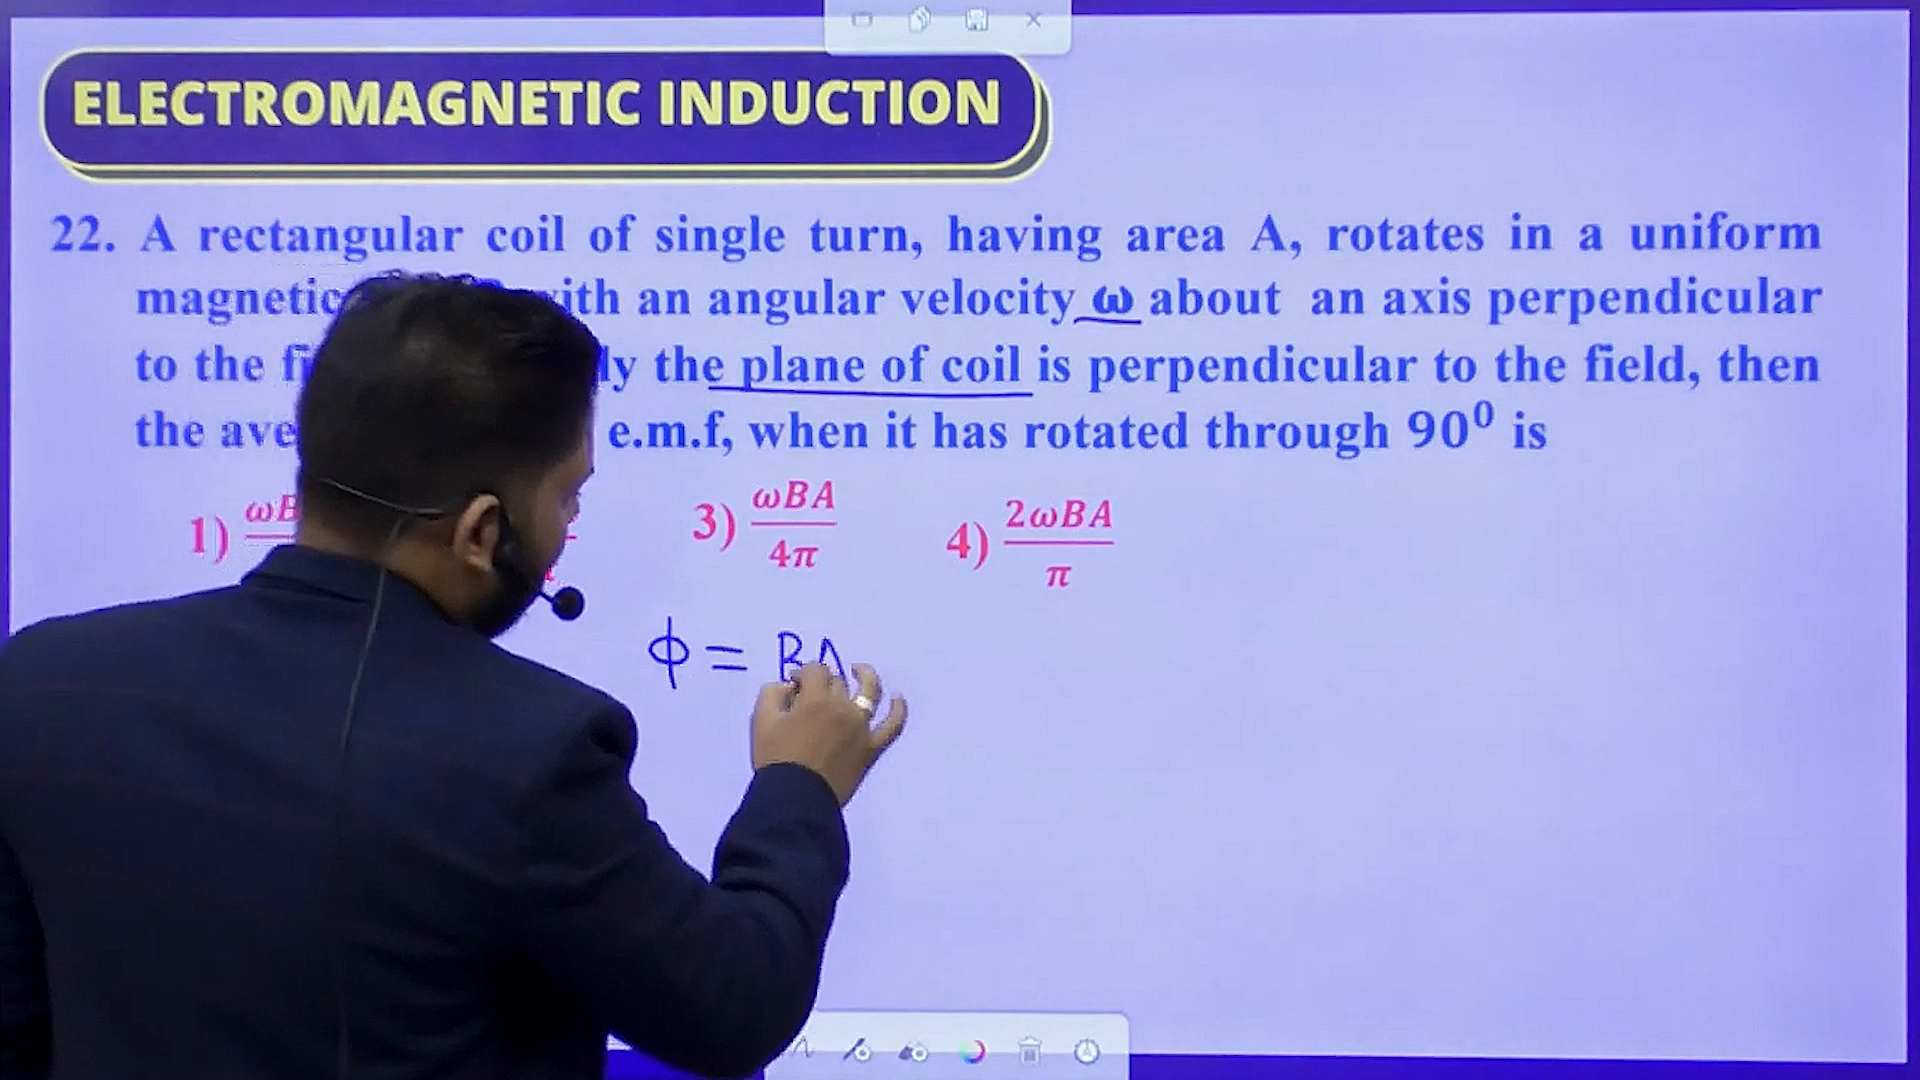 ELECTROMAGNETIC INDUCTION
22. A rectangular coil of single turn, having area A, rotates in a uniform
magnetic with an angular velocity ω about an axis perpendicular
to the the plane of coil is perpendicular to the field, then
the e.m.f, when it has rotated through 90⁰ is
1) 3) ωBA/4π 4) 2ωBA/π
ϕ = BA